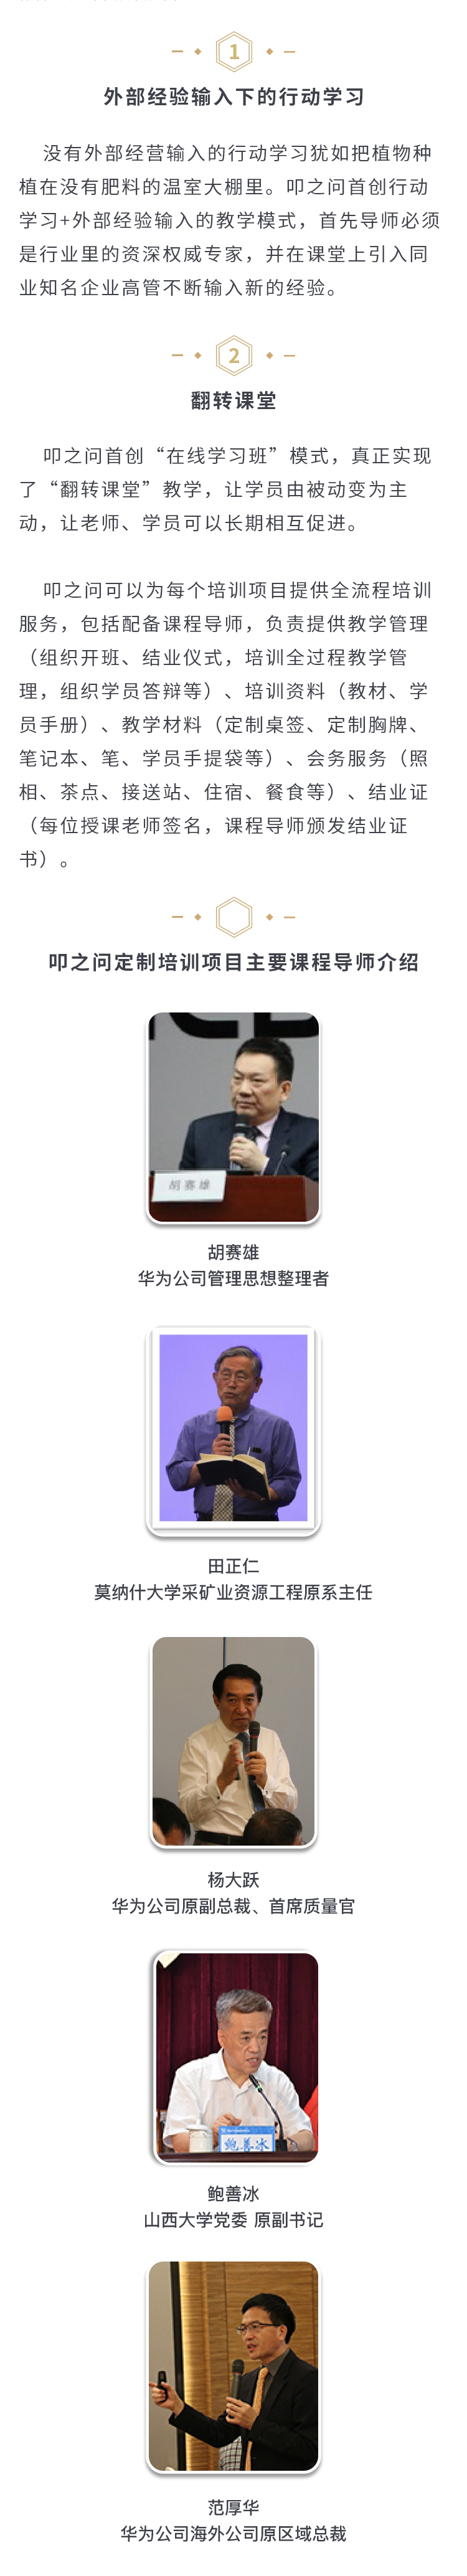 1
外部经验输入下的行动学习
没有外部经营输入的行动学习犹如把植物种
植在没有肥料的温室大棚里。叩之问首创行动
学习+外部经验输入的教学模式，首先导师必须
是行业里的资深权威专家，并在课堂上引入同
业知名企业高管不断输入新的经验。
2
翻转课堂
叩之问首创“在线学习班”模式，真正实现
了“翻转课堂”教学，让学员由被动变为主
动，让老师、学员可以长期相互促进。
叩之问可以为每个培训项目提供全流程培训
服务，包括配备课程导师，负责提供教学管理
（组织开班、结业仪式，培训全过程教学管
理，组织学员答辩等）、培训资料（教材、学
员手册）、教学材料（定制桌签、定制胸牌、
笔记本、笔、学员手提袋等）、会务服务（照
相、茶点、接送站、住宿、餐食等）、结业证
（每位授课老师签名，课程导师颁发结业证
书）。
叩之问定制培训项目主要课程导师介绍
胡赛雄
胡赛雄
华为公司管理思想整理者
田正仁
莫纳什大学采矿业资源工程原系主任
杨大跃
华为公司原副总裁、首席质量官
鲍善冰
鲍善冰
山西大学党委 原副书记
范厚华
华为公司海外公司原区域总裁